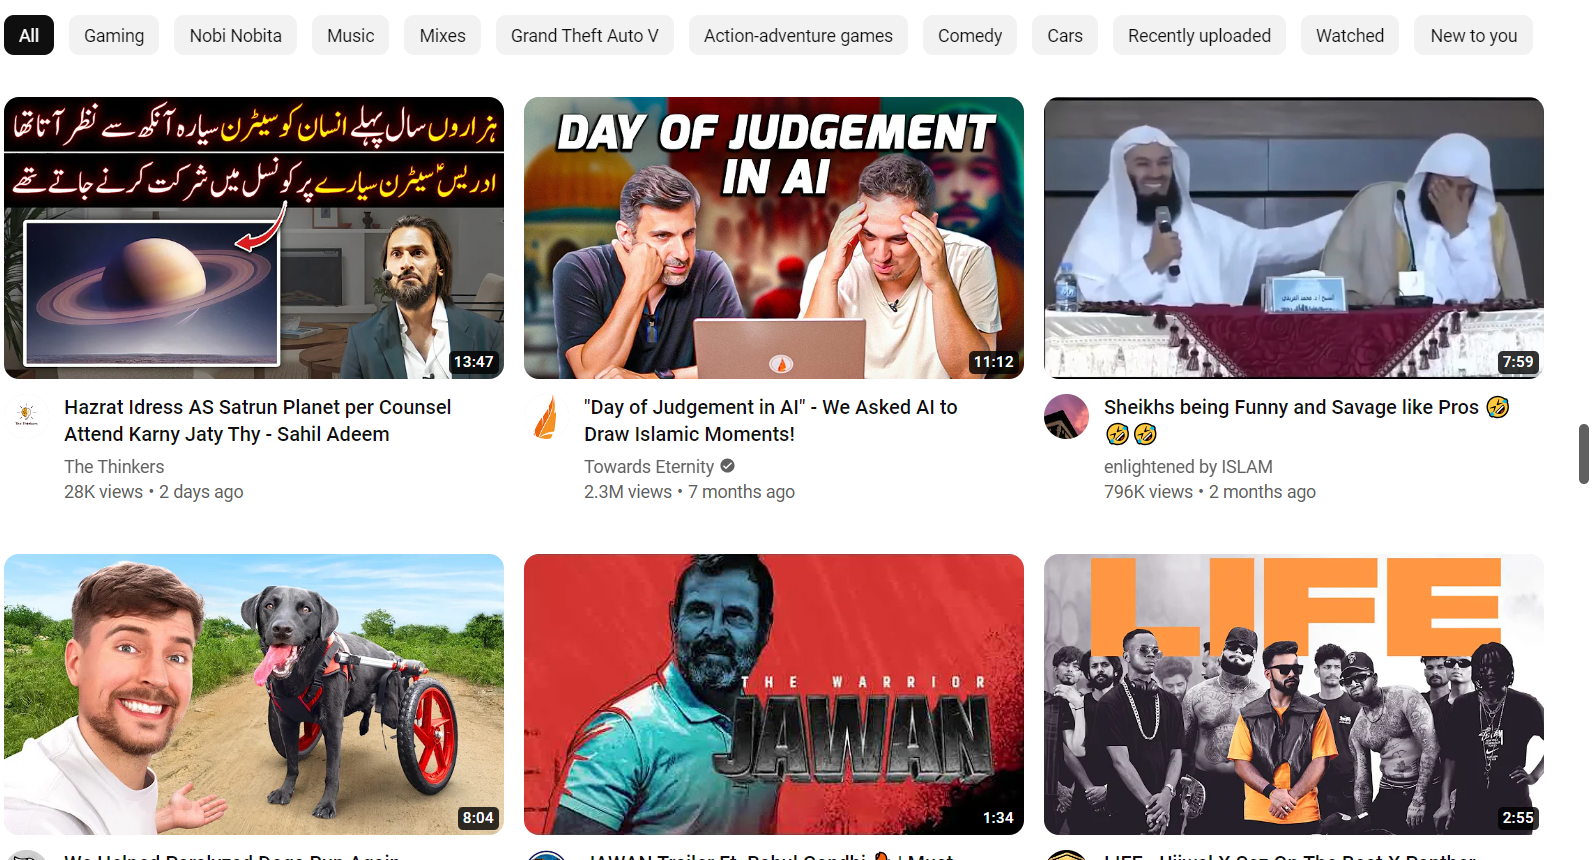 All
Gaming
Nobi Nobita
Music
Mixes
Grand Theft Auto V
Action-adventure games
Comedy
Cars
Recently uploaded
Watched
New to you
ہزاروں سال پہلے انسان کو سیٹرن سیارہ آنکھ سے نظر آتا تھا
ادریسؑ سیٹرن سیارے پر کونسل میں شرکت کرنے جاتے تھے
13:47
DAY OF JUDGEMENT
IN AI
11:12
7:59
Hazrat Idress AS Satrun Planet per Counsel
Attend Karny Jaty Thy - Sahil Adeem
The Thinkers
28K views • 2 days ago
"Day of Judgement in AI" - We Asked AI to
Draw Islamic Moments!
Towards Eternity
2.3M views • 7 months ago
Sheikhs being Funny and Savage like Pros 🤣
🤣🤣
enlightened by ISLAM
796K views • 2 months ago
8:04
THE WARRIOR
JAWAN
1:34
LIFE
2:55
We Helped Paralyzed Dogs Run Again
JAWAN Trailer Ft. Rahul Gandhi | Must
LIFE - Ujjwal X Sez On The Beat X Panther